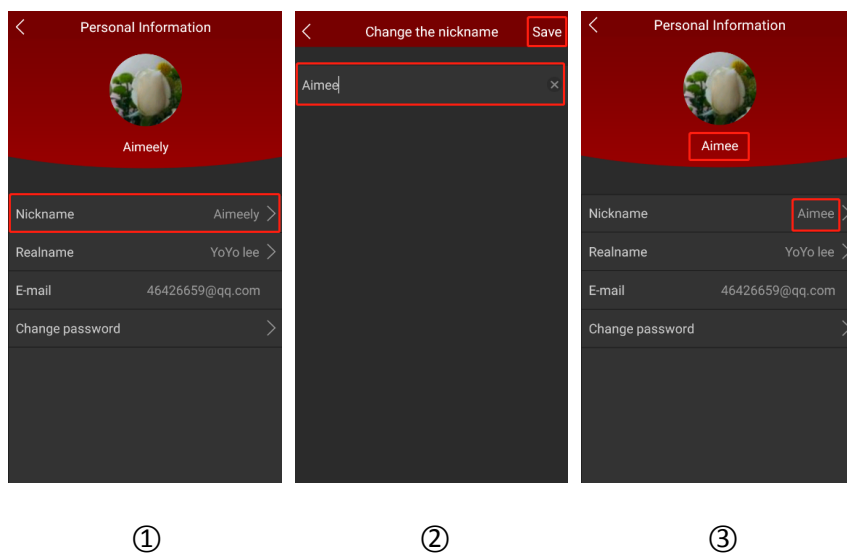 Personal Information
Aimeely
Nickname Aimeely
Realname YoYo lee
E-mail 46426659@qq.com
Change password
Change the nickname Save
Aimee
Personal Information
Aimee
Nickname Aimee
Realname YoYo lee
E-mail 46426659@qq.com
Change password
① ② ③